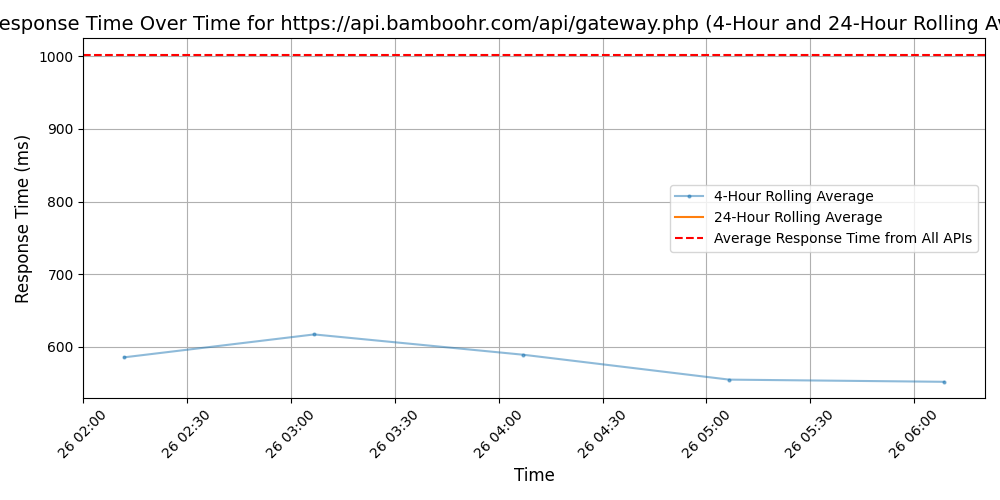 esponse Time Over Time for https://api.bamboohr.com/api/gateway.php (4-Hour and 24-Hour Rolling Av
Response Time (ms)
1000
900
800
700
600
4-Hour Rolling Average
24-Hour Rolling Average
Average Response Time from All APIs
26 02:00
26 02:30
26 03:00
26 03:30
26 04:00
26 04:30
26 05:00
26 05:30
26 06:00
Time